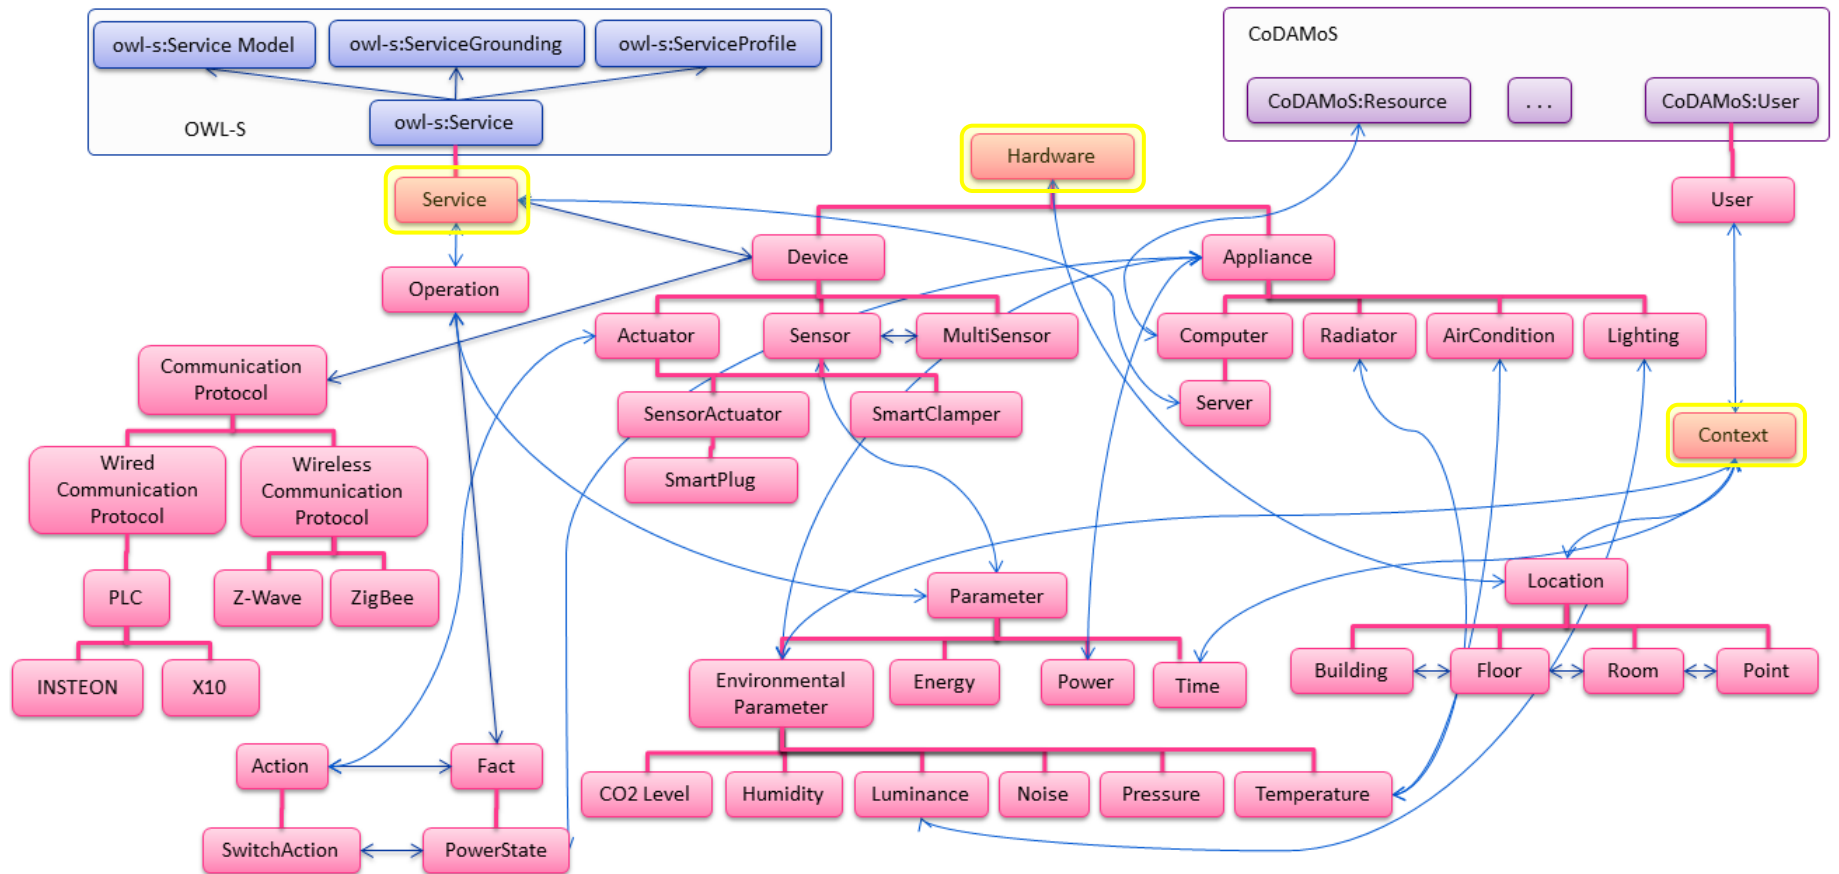 owl-s:Service Model
owl-s:ServiceGrounding
owl-s:ServiceProfile
owl-s:Service
OWL-S
CoDAMoS
CoDAMoS:Resource
...
CoDAMoS:User
Hardware
Service
User
Device
Appliance
Operation
Actuator
Sensor
MultiSensor
Computer
Radiator
AirCondition
Lighting
Communication
Protocol
SensorActuator
SmartClamper
Server
Context
Wired
Communication
Protocol
Wireless
Communication
Protocol
SmartPlug
PLC
Z-Wave
ZigBee
Parameter
Location
INSTEON
X10
Environmental
Parameter
Energy
Power
Time
Building
Floor
Room
Point
Action
Fact
CO2 Level
Humidity
Luminance
Noise
Pressure
Temperature
SwitchAction
PowerState